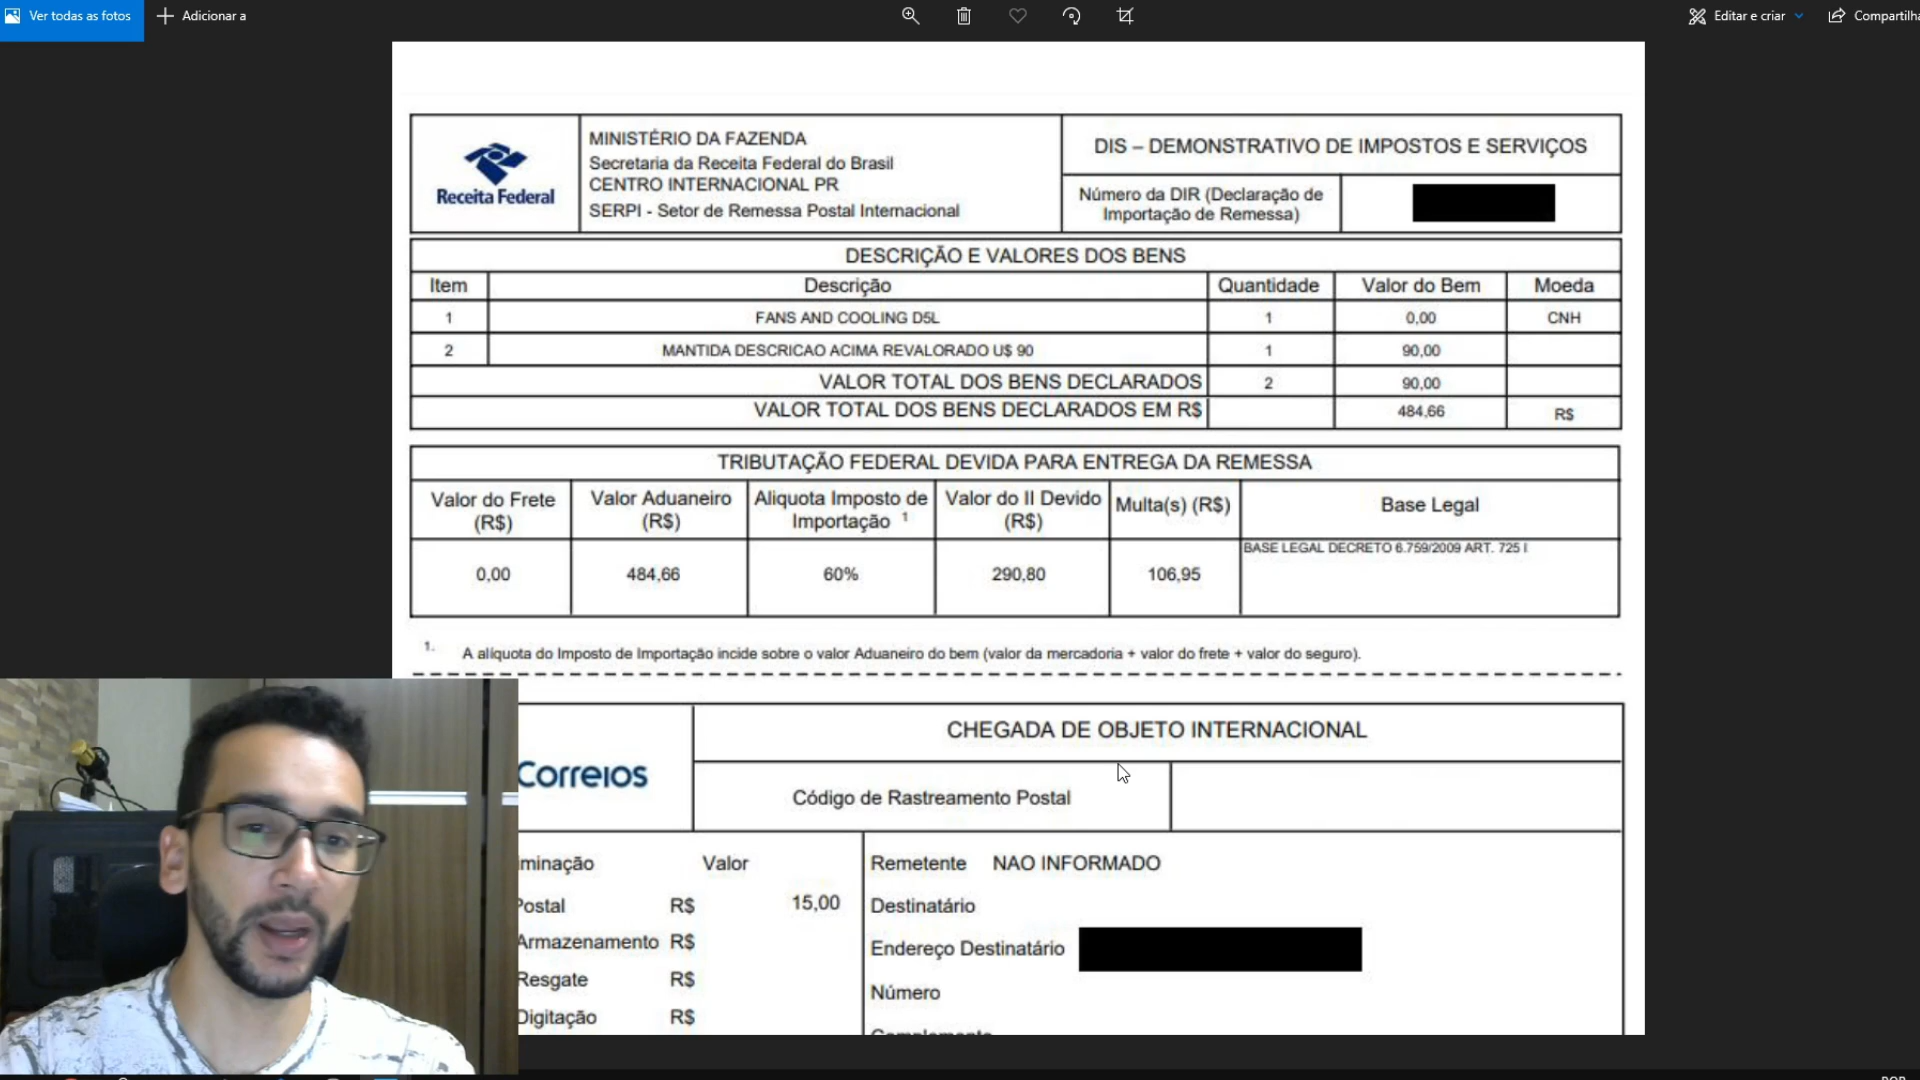 Ver todas as fotos
Adicionar a
Editar e criar
Compartilha
Receita Federal
MINISTÉRIO DA FAZENDA
Secretaria da Receita Federal do Brasil
CENTRO INTERNACIONAL PR
SERPI - Setor de Remessa Postal Internacional
DIS – DEMONSTRATIVO DE IMPOSTOS E SERVIÇOS
Número da DIR (Declaração de
Importação de Remessa)
DESCRIÇÃO E VALORES DOS BENS
Item Descrição Quantidade Valor do Bem Moeda
1 FANS AND COOLING D5L 1 0,00 CNH
2 MANTIDA DESCRICAO ACIMA REVALORADO U$ 90 1 90,00
VALOR TOTAL DOS BENS DECLARADOS 2 90,00
VALOR TOTAL DOS BENS DECLARADOS EM R$ 484,66 R$
TRIBUTAÇÃO FEDERAL DEVIDA PARA ENTREGA DA REMESSA
Valor do Frete
(R$)
Valor Aduaneiro
(R$)
Aliquota Imposto de
Importação 1
Valor do II Devido
(R$)
Multa(s) (R$)
Base Legal
0,00 484,66 60% 290,80 106,95
BASE LEGAL DECRETO 6.759/2009 ART. 725 I
1. A alíquota do Imposto de Importação incide sobre o valor Aduaneiro do bem (valor da mercadoria + valor do frete + valor do seguro).
Correios
CHEGADA DE OBJETO INTERNACIONAL
Código de Rastreamento Postal
iminação Valor
Postal R$ 15,00
Armazenamento R$
Resgate R$
Digitação R$
Remetente NAO INFORMADO
Destinatário
Endereço Destinatário
Número